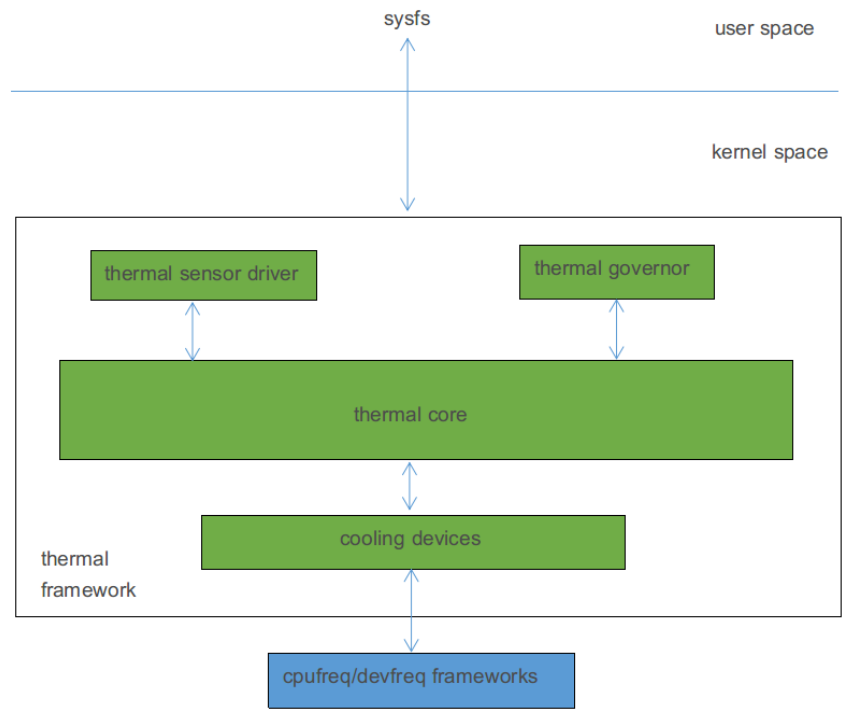 sysfs
user space
kernel space
thermal sensor driver
thermal governor
thermal core
cooling devices
thermal
framework
cpufreq/devfreq frameworks